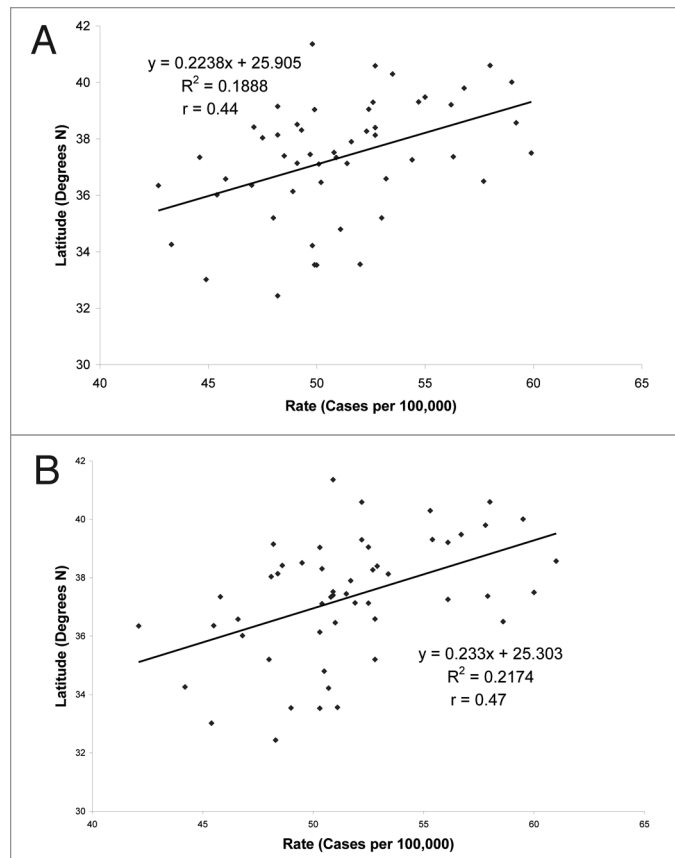 A
y = 0.2238x + 25.905
R² = 0.1888
r = 0.44
Latitude (Degrees N)
42
40
38
36
34
32
30
40 45 50 55 60 65
Rate (Cases per 100,000)
B
y = 0.233x + 25.303
R² = 0.2174
r = 0.47
Latitude (Degrees N)
42
40
38
36
34
32
30
40 45 50 55 60 65
Rate (Cases per 100,000)